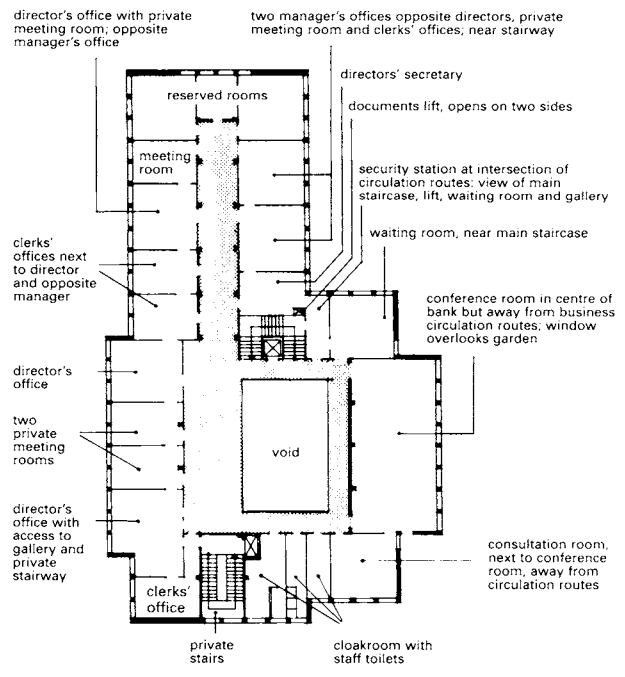 director's office with private
meeting room; opposite
manager's office
two manager's offices opposite directors, private
meeting room and clerks' offices; near stairway
directors' secretary
documents lift, opens on two sides
reserved rooms
meeting
room
security station at intersection of
circulation routes: view of main
staircase, lift, waiting room and gallery
waiting room, near main staircase
clerks'
offices next
to director
and opposite
manager
conference room in centre of
bank but away from business
circulation routes; window
overlooks garden
director's
office
two
private
meeting
rooms
void
director's
office with
access to
gallery and
private
stairway
consultation room,
next to conference
room, away from
circulation routes
clerks'
office
private
stairs
cloakroom with
staff toilets